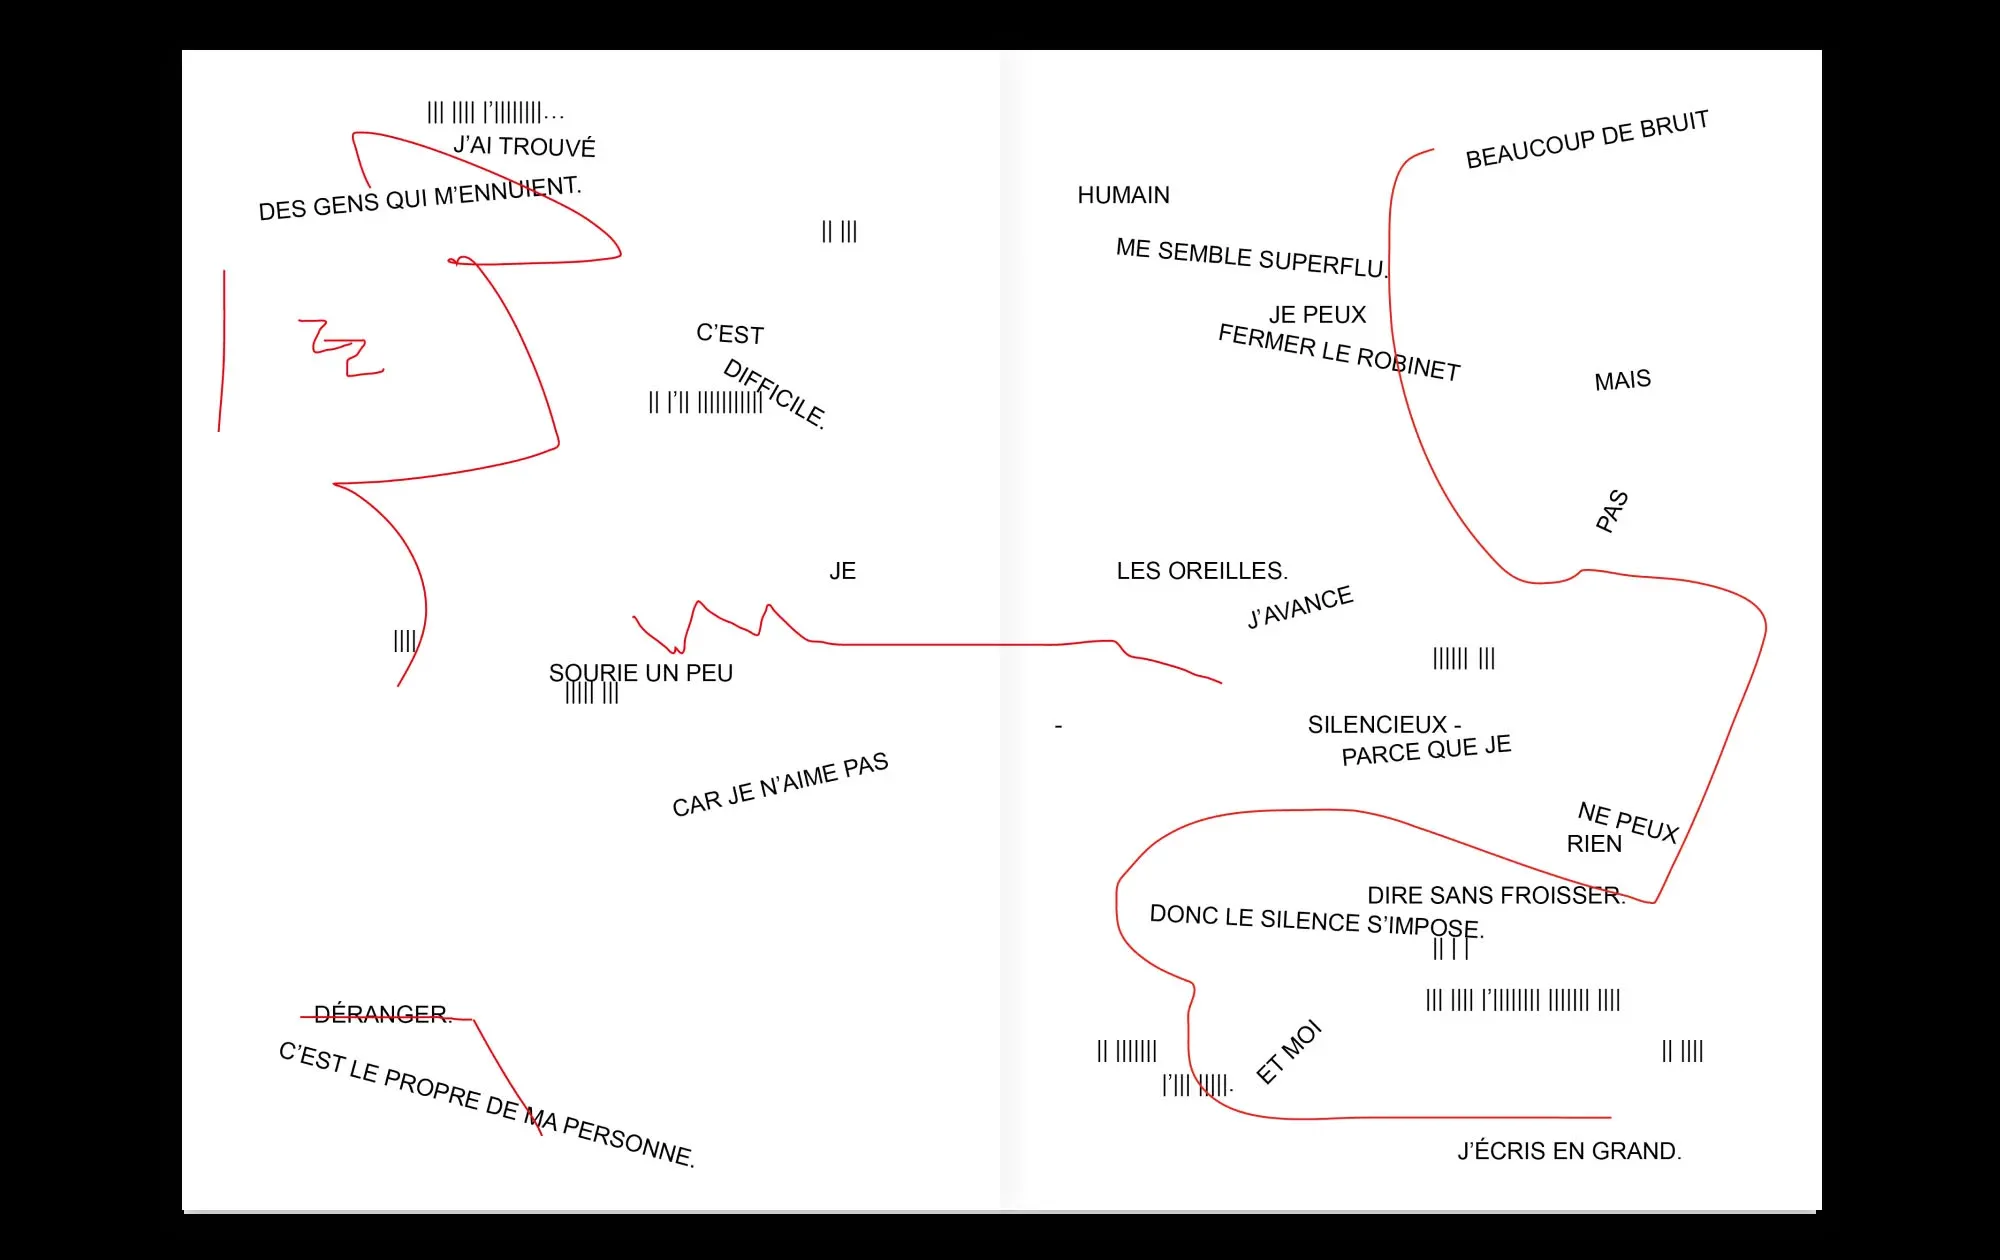 J’AI TROUVÉ
DES GENS QUI M’ENNUIENT.
C’EST
DIFFICILE.
JE
SOURIE UN PEU
CAR JE N’AIME PAS
DÉRANGER.
C’EST LE PROPRE DE MA PERSONNE.
BEAUCOUP DE BRUIT
HUMAIN
ME SEMBLE SUPERFLU.
JE PEUX
FERMER LE ROBINET
MAIS
PAS
LES OREILLES.
J’AVANCE
-
SILENCIEUX -
PARCE QUE JE
NE PEUX
RIEN
DIRE SANS FROISSER.
DONC LE SILENCE S’IMPOSE.
ET MOI
J’ÉCRIS EN GRAND.